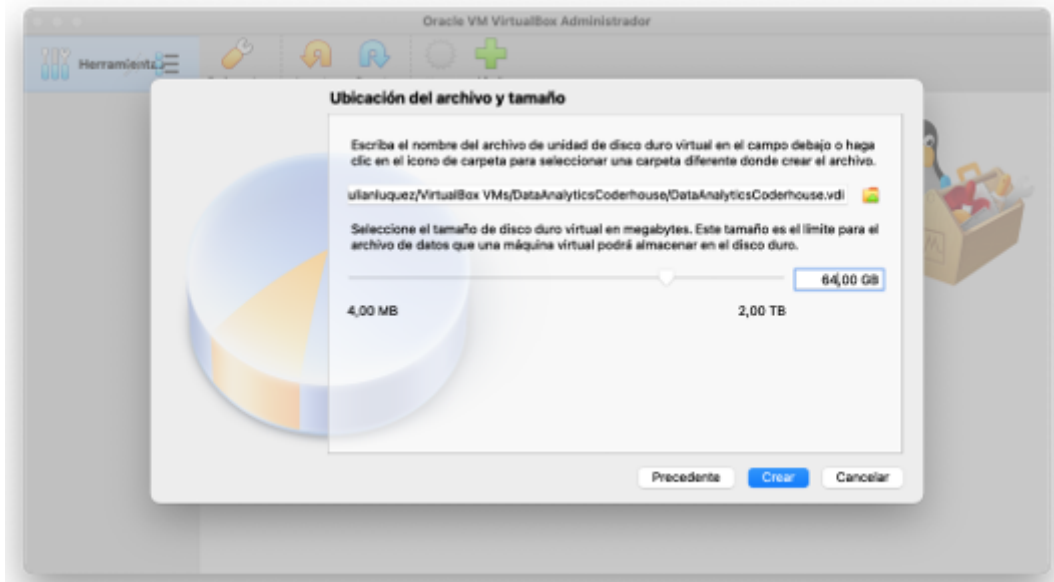 Oracle VM VirtualBox Administrador
Herramientas
Ubicación del archivo y tamaño
Escriba el nombre del archivo de unidad de disco duro virtual en el campo debajo o haga
clic en el icono de carpeta para seleccionar una carpeta diferente donde crear el archivo.
ulianluquez/VirtualBox VMs/DataAnalyticsCoderhouse/DataAnalyticsCoderhouse.vdi
Seleccione el tamaño de disco duro virtual en megabytes. Este tamaño es el límite para el
archivo de datos que una máquina virtual podrá almacenar en el disco duro.
64,00 GB
4,00 MB 2,00 TB
Precedente Crear Cancelar